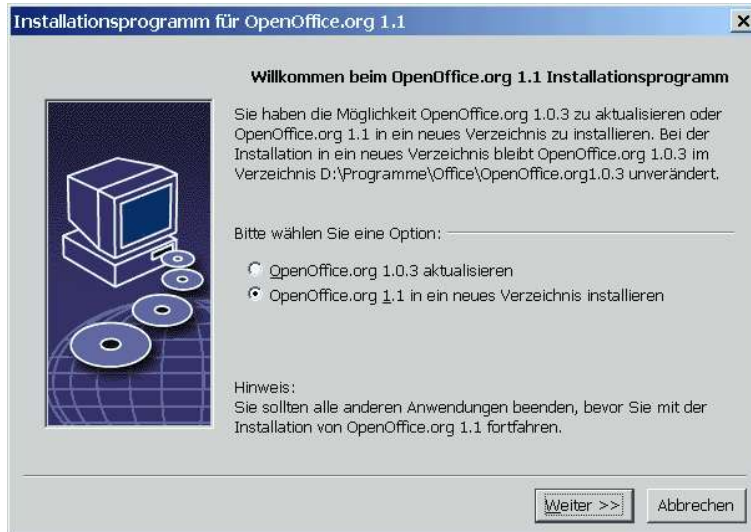 Installationsprogramm für OpenOffice.org 1.1
Willkommen beim OpenOffice.org 1.1 Installationsprogramm
Sie haben die Möglichkeit OpenOffice.org 1.0.3 zu aktualisieren oder
OpenOffice.org 1.1 in ein neues Verzeichnis zu installieren. Bei der
Installation in ein neues Verzeichnis bleibt OpenOffice.org 1.0.3 im
Verzeichnis D:\Programme\Office\OpenOffice.org1.0.3 unverändert.
Bitte wählen Sie eine Option:
OpenOffice.org 1.0.3 aktualisieren
OpenOffice.org 1.1 in ein neues Verzeichnis installieren
Hinweis:
Sie sollten alle anderen Anwendungen beenden, bevor Sie mit der
Installation von OpenOffice.org 1.1 fortfahren.
Weiter >>
Abbrechen